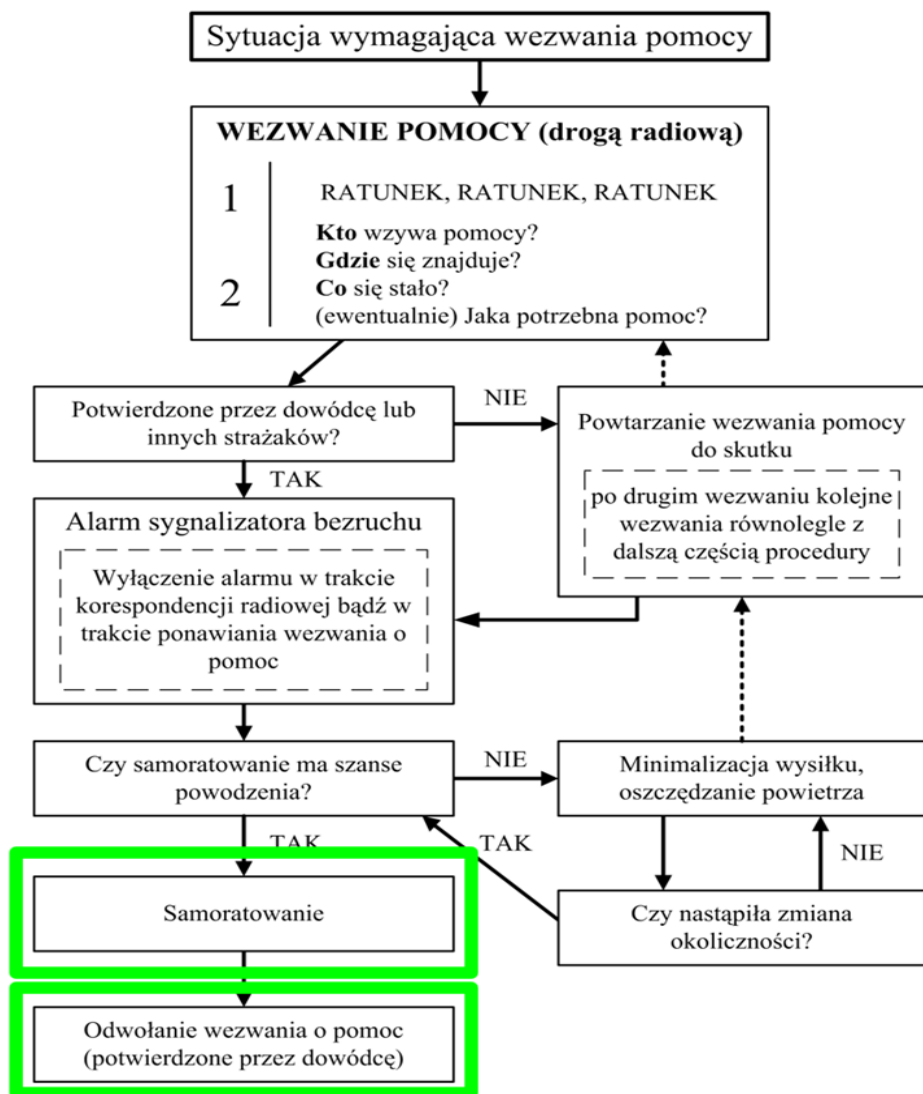 Sytuacja wymagająca wezwania pomocy
WEZWANIE POMOCY (drogą radiową)
1
RATUNEK, RATUNEK, RATUNEK
2
Kto wzywa pomocy?
Gdzie się znajduje?
Co się stało?
(ewentualnie) Jaka potrzebna pomoc?
Potwierdzone przez dowódcę lub
innych strażaków?
NIE
Powtarzanie wezwania pomocy
do skutku
po drugim wezwaniu kolejne
wezwania równolegle z
dalszą częścią procedury
TAK
Alarm sygnalizatora bezruchu
Wyłączenie alarmu w trakcie
korespondencji radiowej bądź w
trakcie ponawiania wezwania o
pomoc
Czy samoratowanie ma szanse
powodzenia?
NIE
Minimalizacja wysiłku,
oszczędzanie powietrza
TAK
TAK
NIE
Samoratowanie
Czy nastąpiła zmiana
okoliczności?
Odwołanie wezwania o pomoc
(potwierdzone przez dowódcę)